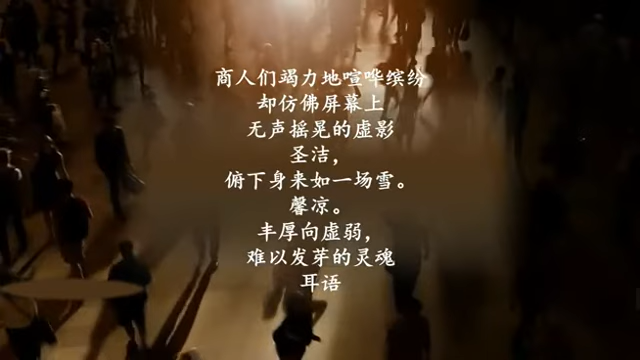 商人们竭力地喧哗缤纷
却仿佛屏幕上
无声摇晃的虚影
圣洁，
俯下身来如一场雪。
馨凉。
丰厚向虚弱，
难以发芽的灵魂
耳语